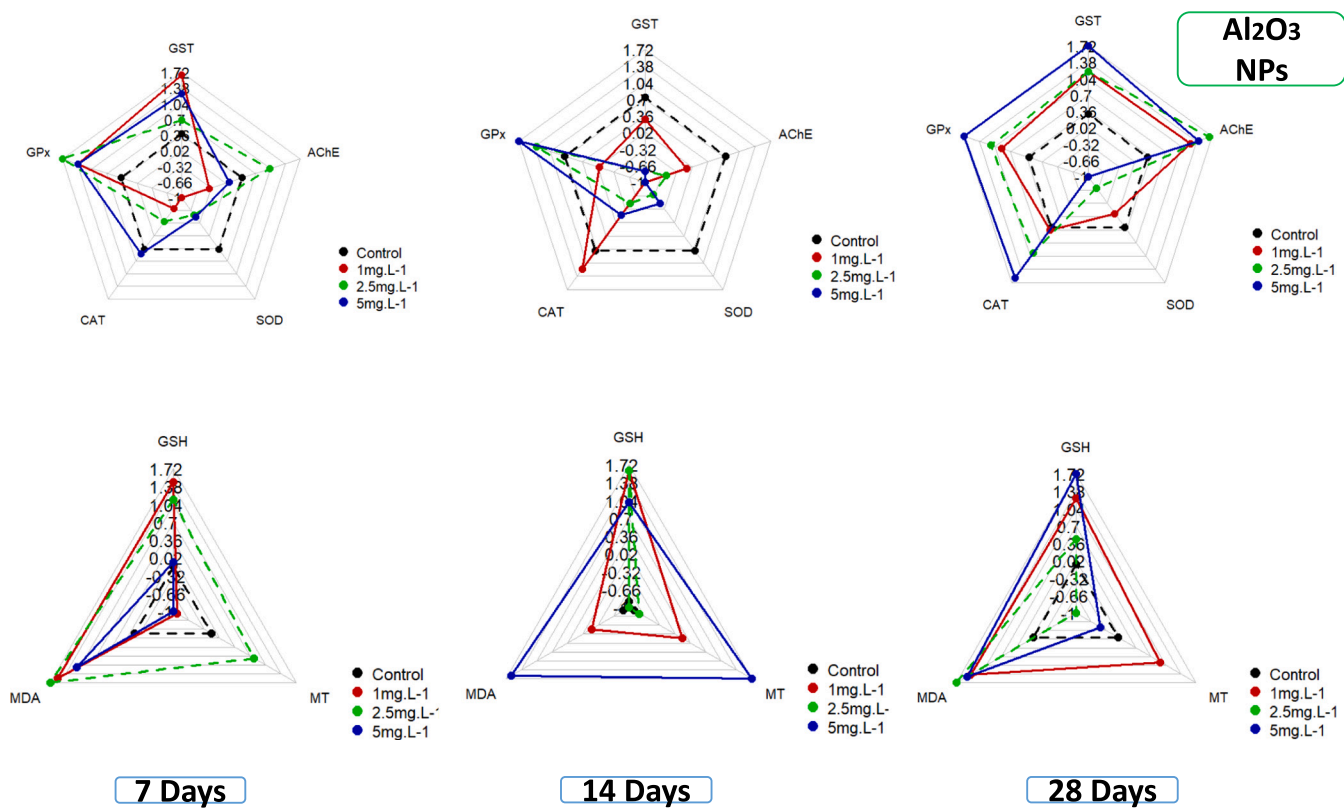 Al2O3
NPs
GST
1.72
1.38
1.04
0.7
0.36
0.02
-0.32
-0.66
-1
GPx
AChE
CAT
SOD
Control
1mg.L-1
2.5mg.L-1
5mg.L-1
GST
1.72
1.38
1.04
0.7
0.36
0.02
-0.32
-0.66
-1
GPx
AChE
CAT
SOD
Control
1mg.L-1
2.5mg.L-1
5mg.L-1
GST
1.72
1.38
1.04
0.7
0.36
0.02
-0.32
-0.66
-1
GPx
AChE
CAT
SOD
Control
1mg.L-1
2.5mg.L-1
5mg.L-1
GSH
1.72
1.38
1.04
0.7
0.36
0.02
-0.32
-0.66
-1
MDA
MT
Control
1mg.L-1
2.5mg.L-
5mg.L-1
GSH
1.72
1.38
1.04
0.7
0.36
0.02
-0.32
-0.66
-1
MDA
MT
Control
1mg.L-1
2.5mg.L-
5mg.L-1
GSH
1.72
1.38
1.04
0.7
0.36
0.02
-0.32
-0.66
-1
MDA
MT
Control
1mg.L-1
2.5mg.L-1
5mg.L-1
7 Days
14 Days
28 Days